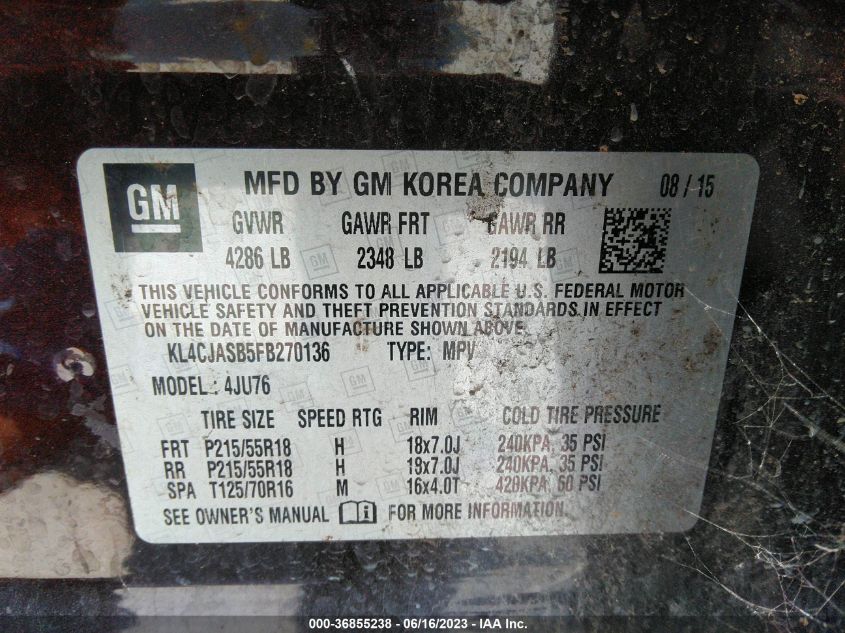 GM MFD BY GM KOREA COMPANY 08 / 15
GVWR GAWR FRT GAWR RR
4286 LB 2348 LB 2194 LB
THIS VEHICLE CONFORMS TO ALL APPLICABLE U.S. FEDERAL MOTOR
VEHICLE SAFETY AND THEFT PREVENTION STANDARDS IN EFFECT
ON THE DATE OF MANUFACTURE SHOWN ABOVE.
KL4CJASB5FB270136 TYPE: MPV
MODEL : 4JU76
TIRE SIZE SPEED RTG RIM COLD TIRE PRESSURE
FRT P215/55R18 H 18x7.0J 240KPA, 35 PSI
RR P215/55R18 H 19x7.0J 240KPA, 35 PSI
SPA T125/70R16 M 16x4.0T 420KPA, 60 PSI
SEE OWNER'S MANUAL FOR MORE INFORMATION.
000-36855238 - 06/16/2023 - IAA Inc.